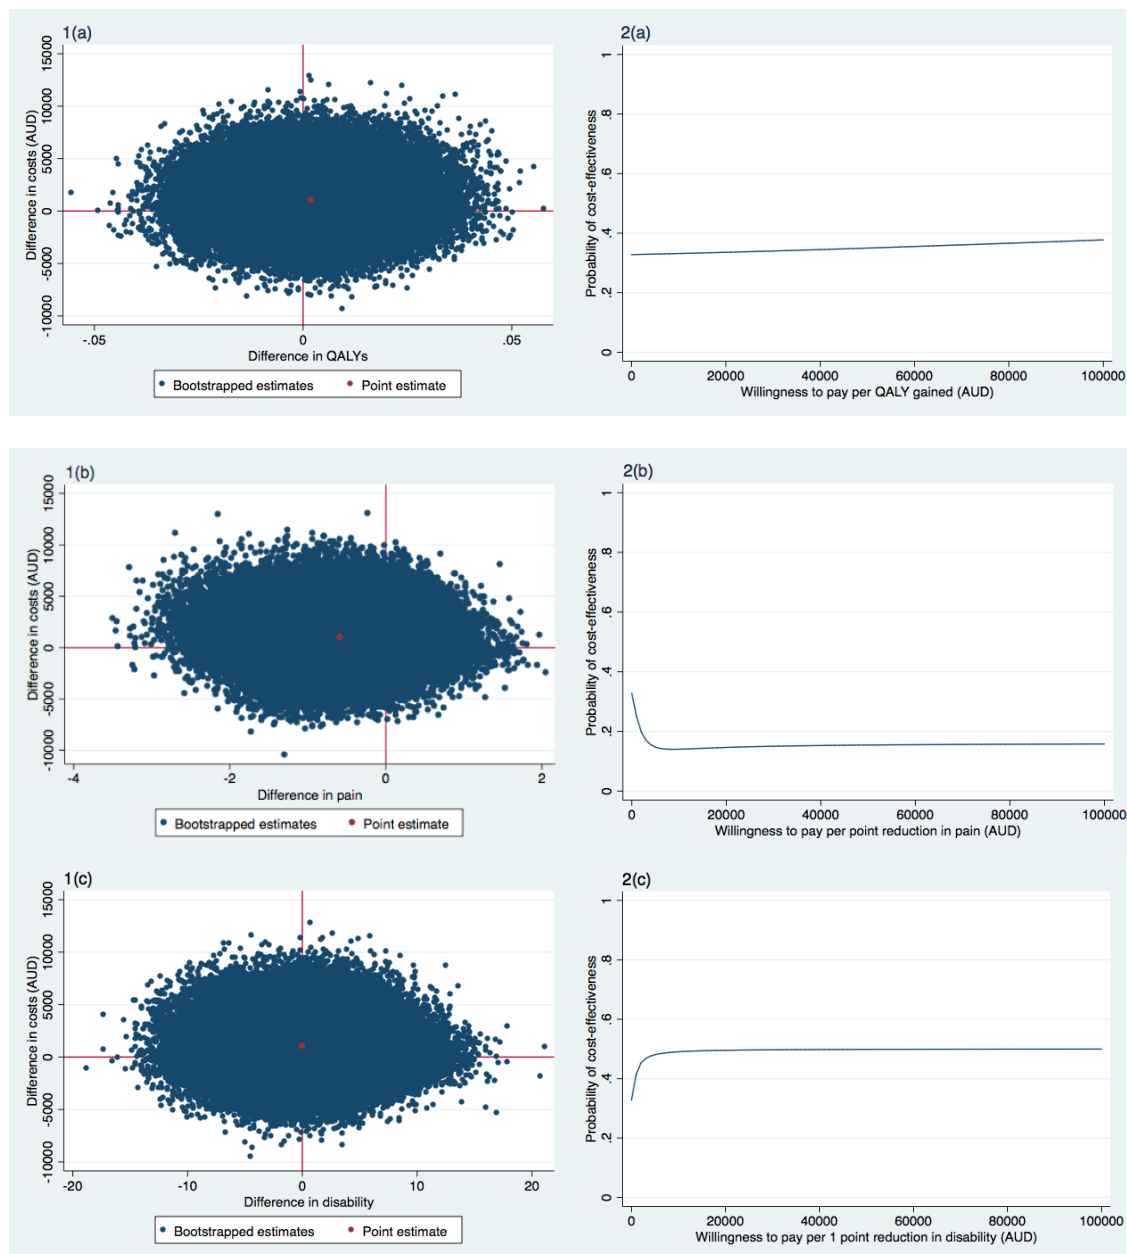 1(a)
Difference in costs (AUD)
15000
10000
5000
0
-5000
-10000
-.05
0
.05
Difference in QALYs
Bootstrapped estimates
Point estimate
2(a)
Probability of cost-effectiveness
1
.8
.6
.4
.2
0
0
20000
40000
60000
80000
100000
Willingness to pay per QALY gained (AUD)
1(b)
Difference in costs (AUD)
15000
10000
5000
0
-5000
-10000
-4
-2
0
2
Difference in pain
Bootstrapped estimates
Point estimate
2(b)
Probability of cost-effectiveness
1
.8
.6
.4
.2
0
0
20000
40000
60000
80000
100000
Willingness to pay per point reduction in pain (AUD)
1(c)
Difference in costs (AUD)
15000
10000
5000
0
-5000
-10000
-20
-10
0
10
20
Difference in disability
Bootstrapped estimates
Point estimate
2(c)
Probability of cost-effectiveness
1
.8
.6
.4
.2
0
0
20000
40000
60000
80000
100000
Willingness to pay per 1 point reduction in disability (AUD)